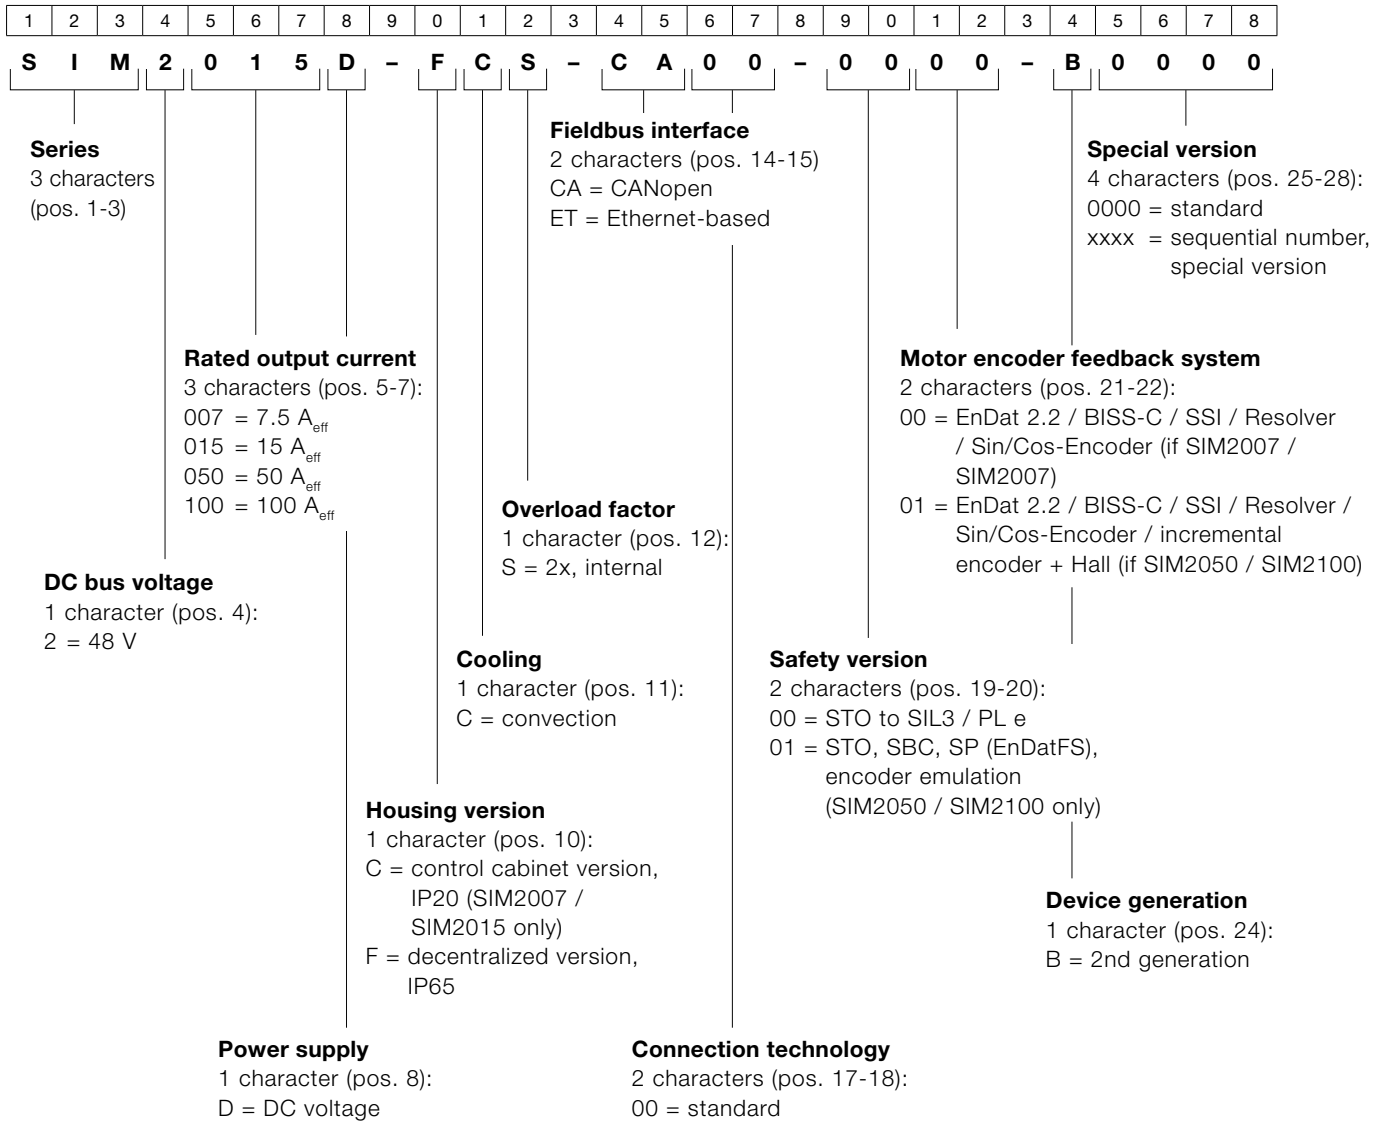 1 2 3 4 5 6 7 8 9 0 1 2 3 4 5 6 7 8 9 0 1 2 3 4 5 6 7 8
S I M 2 0 1 5 D – F C S – C A 0 0 – 0 0 0 0 – B 0 0 0 0
Series
3 characters
(pos. 1-3)
Fieldbus interface
2 characters (pos. 14-15)
CA = CANopen
ET = Ethernet-based
Special version
4 characters (pos. 25-28):
0000 = standard
xxxx = sequential number,
special version
Rated output current
3 characters (pos. 5-7):
007 = 7.5 Aeff
015 = 15 Aeff
050 = 50 Aeff
100 = 100 Aeff
Motor encoder feedback system
2 characters (pos. 21-22):
00 = EnDat 2.2 / BISS-C / SSI / Resolver
/ Sin/Cos-Encoder (if SIM2007 /
SIM2007)
01 = EnDat 2.2 / BISS-C / SSI / Resolver /
Sin/Cos-Encoder / incremental
encoder + Hall (if SIM2050 / SIM2100)
Overload factor
1 character (pos. 12):
S = 2x, internal
DC bus voltage
1 character (pos. 4):
2 = 48 V
Cooling
1 character (pos. 11):
C = convection
Safety version
2 characters (pos. 19-20):
00 = STO to SIL3 / PL e
01 = STO, SBC, SP (EnDatFS),
encoder emulation
(SIM2050 / SIM2100 only)
Housing version
1 character (pos. 10):
C = control cabinet version,
IP20 (SIM2007 /
SIM2015 only)
F = decentralized version,
IP65
Device generation
1 character (pos. 24):
B = 2nd generation
Power supply
1 character (pos. 8):
D = DC voltage
Connection technology
2 characters (pos. 17-18):
00 = standard